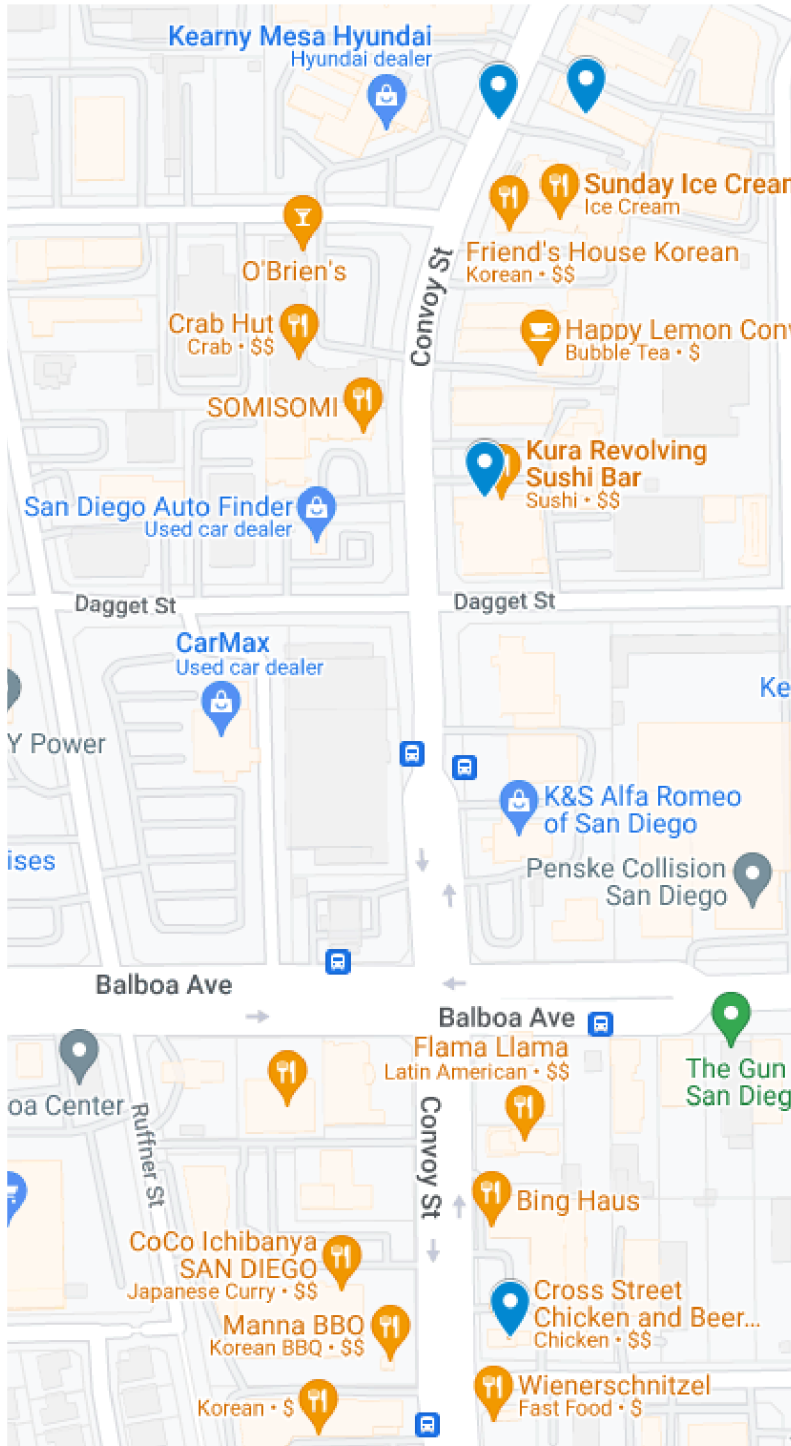 Kearny Mesa Hyundai
Hyundai dealer
Sunday Ice Crear
Ice Cream
O'Brien's
Friend's House Korean
Korean • $$
Convoy St
Crab Hut
Crab • $$
Happy Lemon Conv
Bubble Tea • $
SOMISOMI
Kura Revolving
Sushi Bar
Sushi • $$
San Diego Auto Finder
Used car dealer
Dagget St
Dagget St
CarMax
Used car dealer
Ke
Y Power
K&S Alfa Romeo
of San Diego
ises
Penske Collision
San Diego
Balboa Ave
Balboa Ave
Flama Llama
Latin American • $$
The Gun
San Dieg
oa Center
Ruffner St
Convoy St
Bing Haus
CoCo Ichibanya
SAN DIEGO
Japanese Curry • $$
Cross Street
Chicken and Beer...
Chicken • $$
Manna BBQ
Korean BBQ • $$
Wienerschnitzel
Fast Food • $
Korean • $